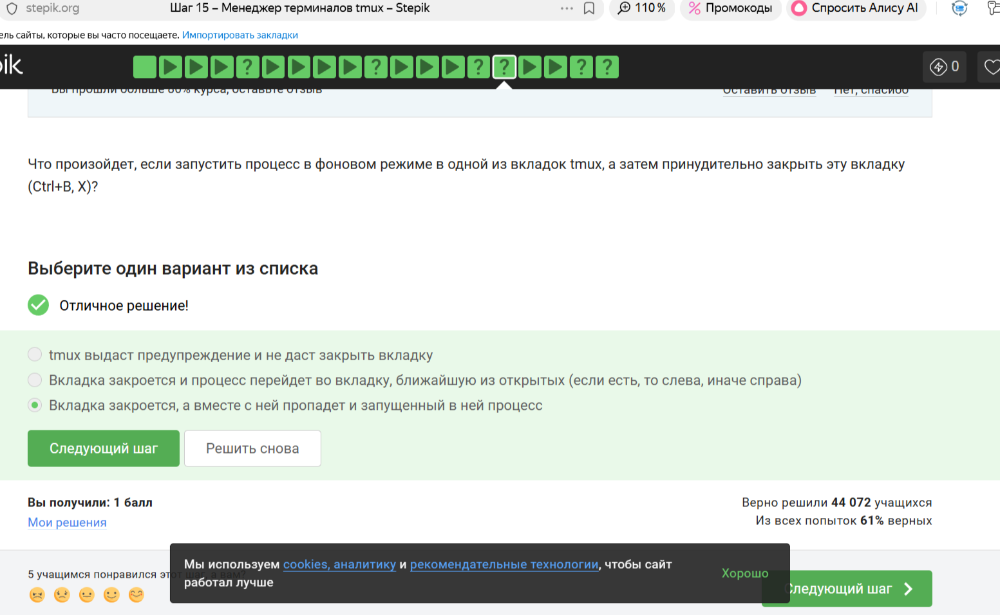 stepik.org
Шаг 15 – Менеджер терминалов tmux – Stepik
110 %
Промокоды
Спросить Алису AI
ель сайты, которые вы часто посещаете. Импортировать закладки
pik
? ? ? ? ? ?
0
Вы прошли больше 80% курса, оставьте отзыв
Оставить отзыв
Нет, спасибо
Что произойдет, если запустить процесс в фоновом режиме в одной из вкладок tmux, а затем принудительно закрыть эту вкладку
(Ctrl+B, X)?
Выберите один вариант из списка
Отличное решение!
tmux выдаст предупреждение и не даст закрыть вкладку
Вкладка закроется и процесс перейдет во вкладку, ближайшую из открытых (если есть, то слева, иначе справа)
Вкладка закроется, а вместе с ней пропадет и запущенный в ней процесс
Следующий шаг
Решить снова
Вы получили: 1 балл
Мои решения
Верно решили 44 072 учащихся
Из всех попыток 61% верных
5 учащимся понравился этот шаг, а вам?
Мы используем cookies, аналитику и рекомендательные технологии, чтобы сайт
работал лучше
Хорошо
Следующий шаг